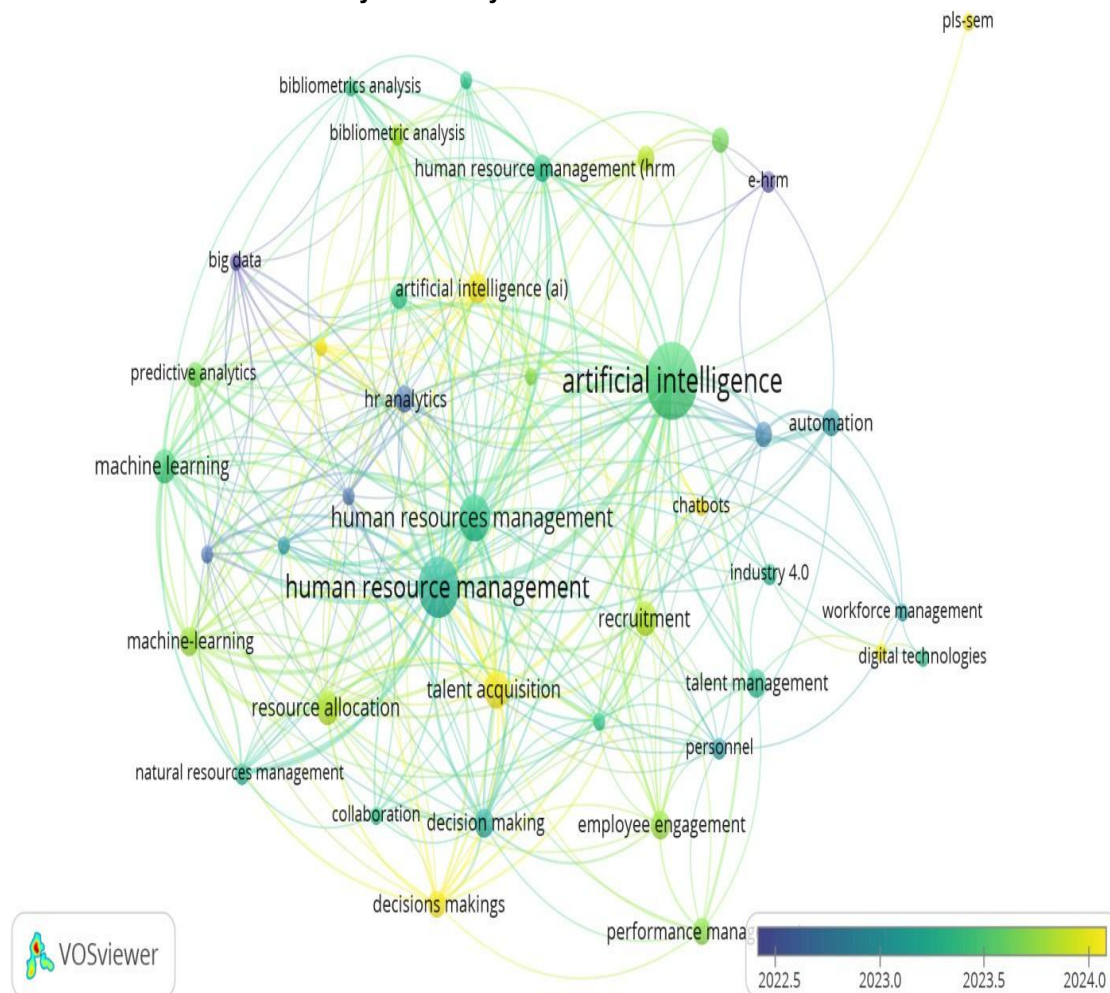 pls-sem
bibliometrics analysis
bibliometric analysis
human resource management (hrm
e-hrm
big data
artificial intelligence (ai)
predictive analytics
hr analytics
artificial intelligence
automation
machine learning
chatbots
human resources management
industry 4.0
human resource management
recruitment
workforce management
machine-learning
digital technologies
talent acquisition
talent management
resource allocation
personnel
natural resources management
collaboration
decision making
employee engagement
decisions makings
performance mana
VOSviewer
2022.5 2023.0 2023.5 2024.0